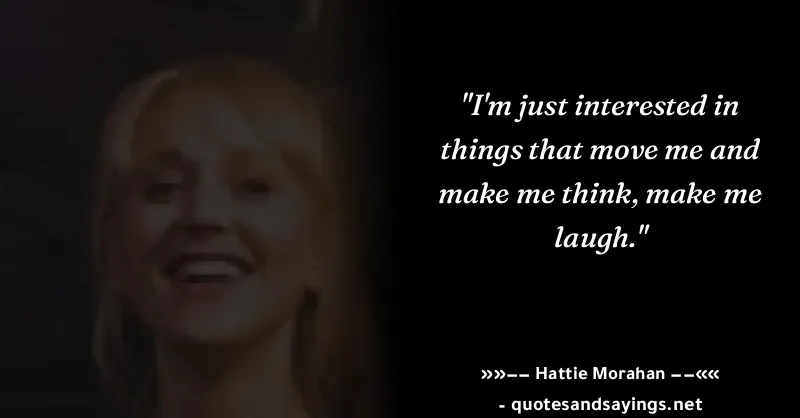 "I'm just interested in
things that move me and
make me think, make me
laugh."
»»–– Hattie Morahan ––««
- quotesandsayings.net